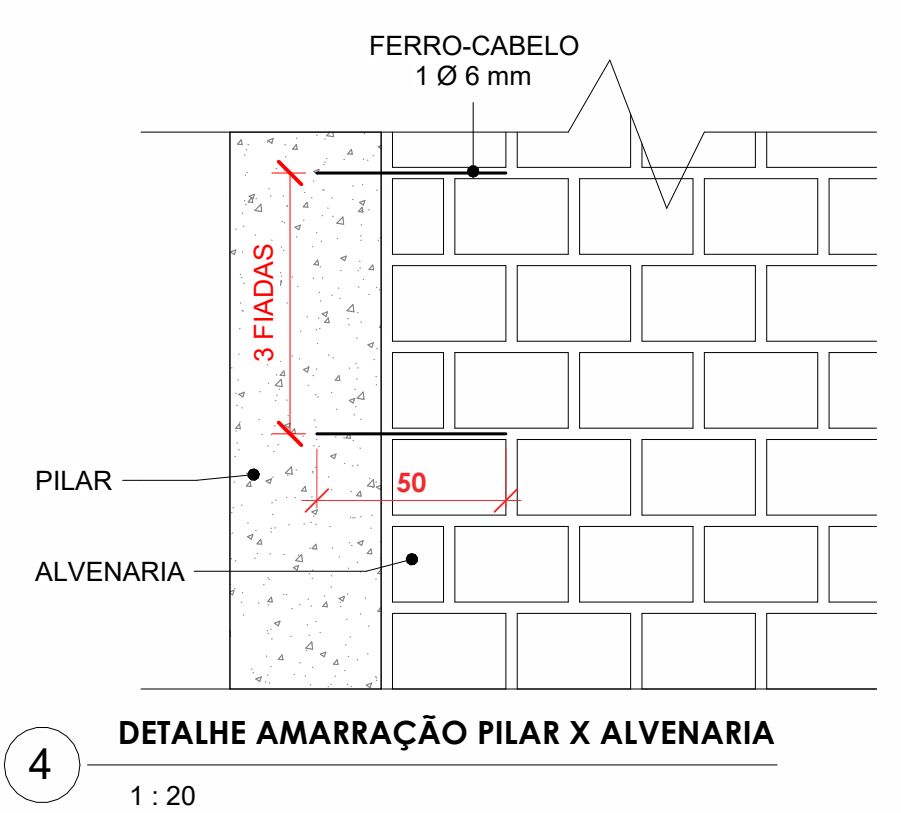 FERRO-CABELO
1 Ø 6 mm
3 FIADAS
PILAR
50
ALVENARIA
4
DETALHE AMARRAÇÃO PILAR X ALVENARIA
1 : 20